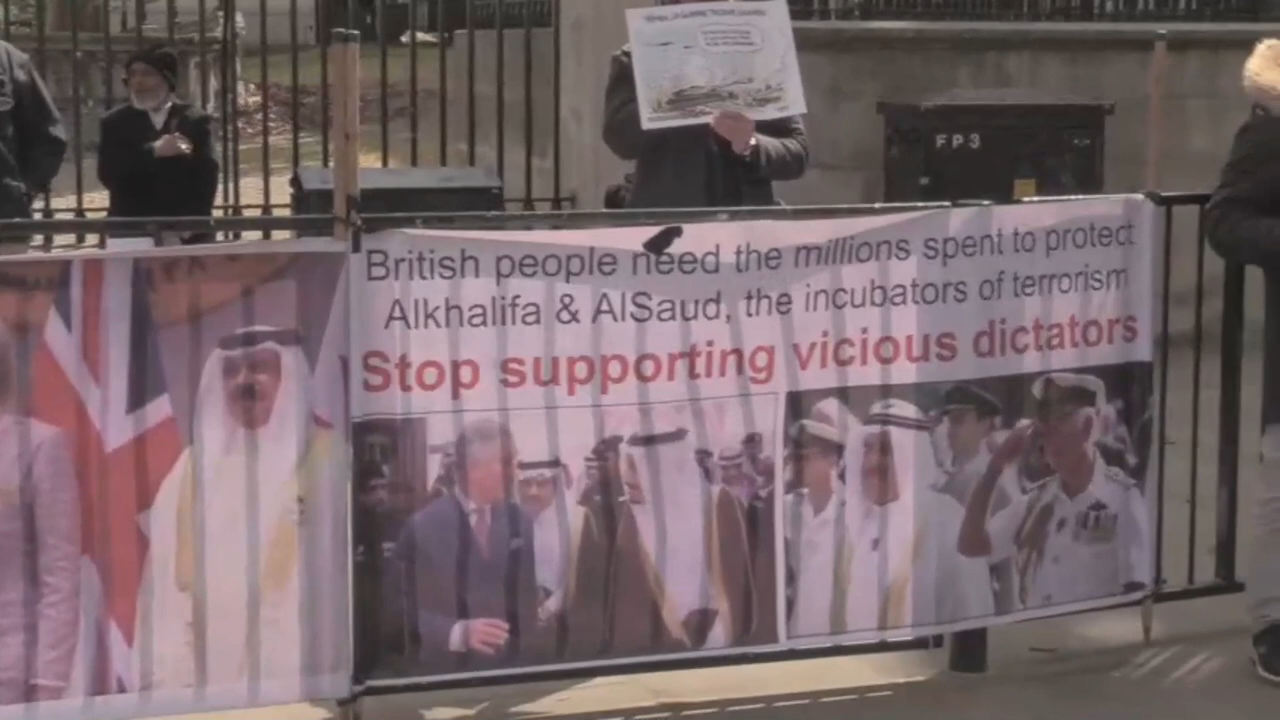 FP3
British people need the millions spent to protect
Alkhalifa & AlSaud, the incubators of terrorism
Stop supporting vicious dictators